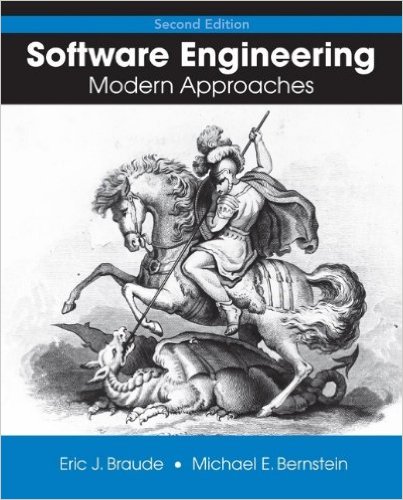 Second Edition
Software Engineering
Modern Approaches
Eric J. Braude • Michael E. Bernstein